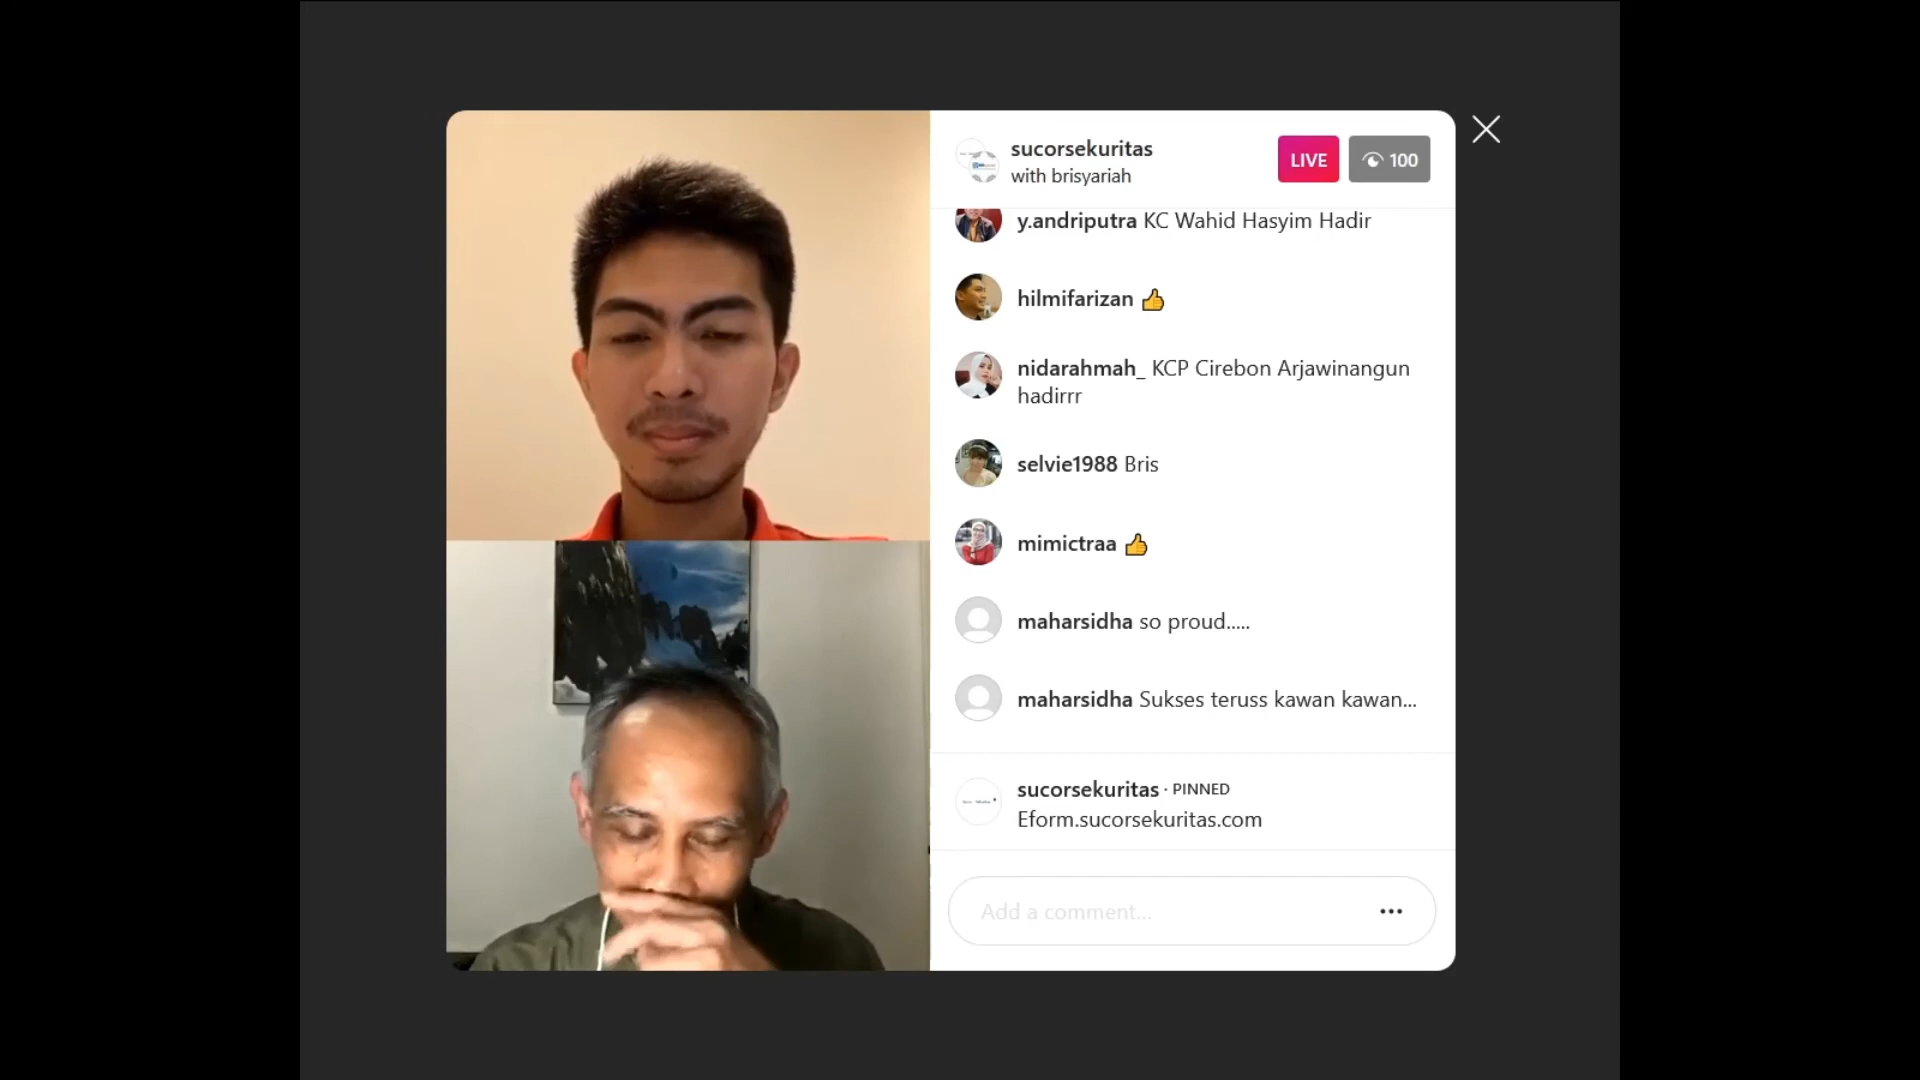 sucorsekuritas
with brisyariah
LIVE
100
y.andriputra KC Wahid Hasyim Hadir
hilmifarizan 👍
nidarahmah_ KCP Cirebon Arjawinangun
hadirrr
selvie1988 Bris
mimictraa 👍
maharsidha so proud.....
maharsidha Sukses teruss kawan kawan...
sucorsekuritas · PINNED
Eform.sucorsekuritas.com
Add a comment...